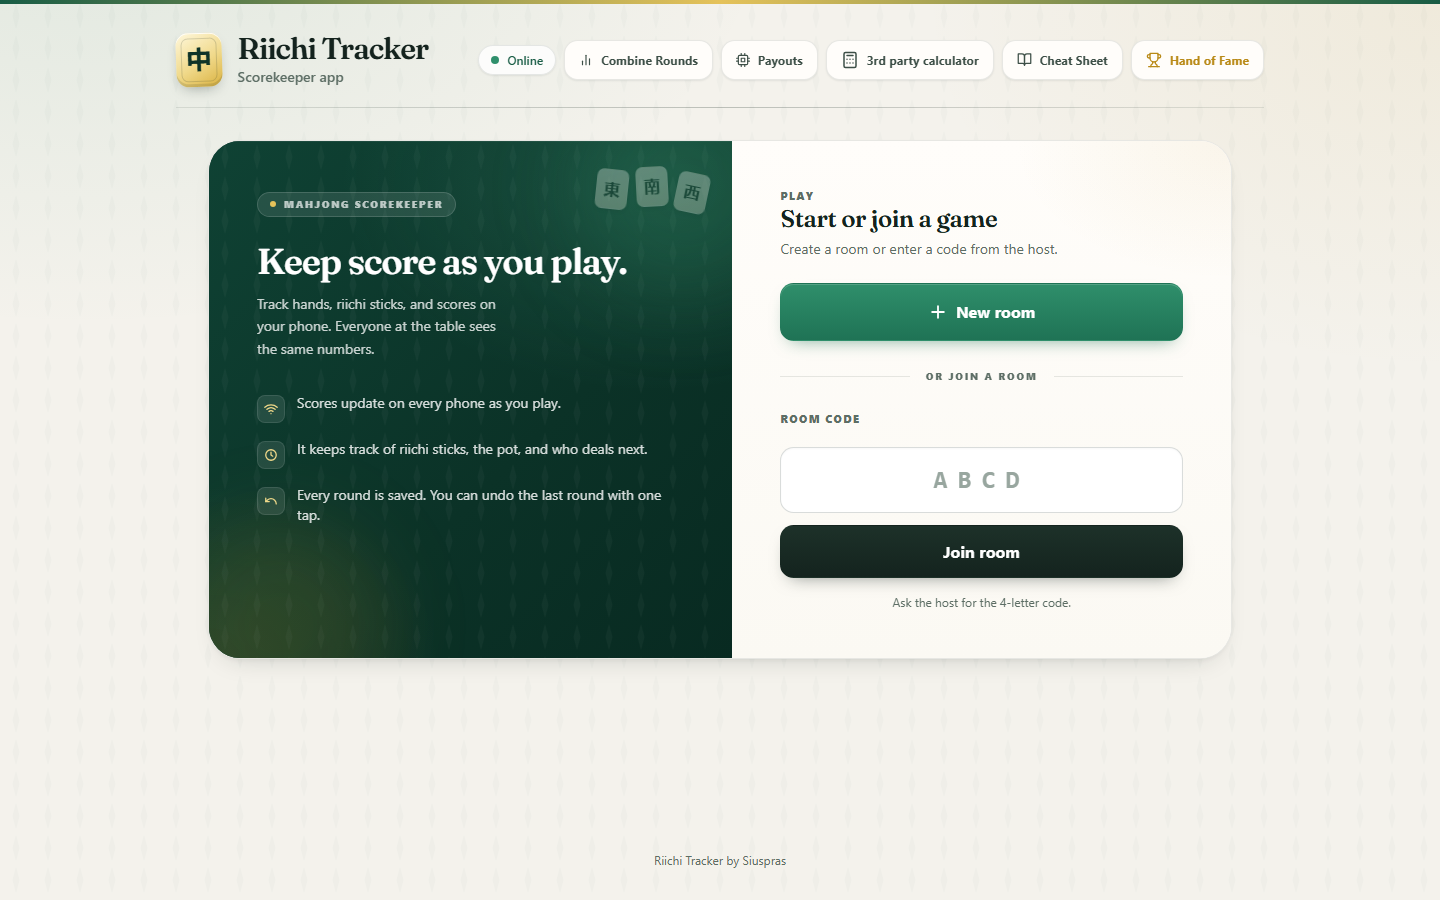 中
Riichi Tracker
Scorekeeper app
Online
Combine Rounds
Payouts
3rd party calculator
Cheat Sheet
Hand of Fame
MAHJONG SCOREKEEPER
東 南 西
Keep score as you play.
Track hands, riichi sticks, and scores on
your phone. Everyone at the table sees
the same numbers.
Scores update on every phone as you play.
It keeps track of riichi sticks, the pot, and who deals next.
Every round is saved. You can undo the last round with one
tap.
PLAY
Start or join a game
Create a room or enter a code from the host.
New room
OR JOIN A ROOM
ROOM CODE
ABCD
Join room
Ask the host for the 4-letter code.
Riichi Tracker by Siuspras